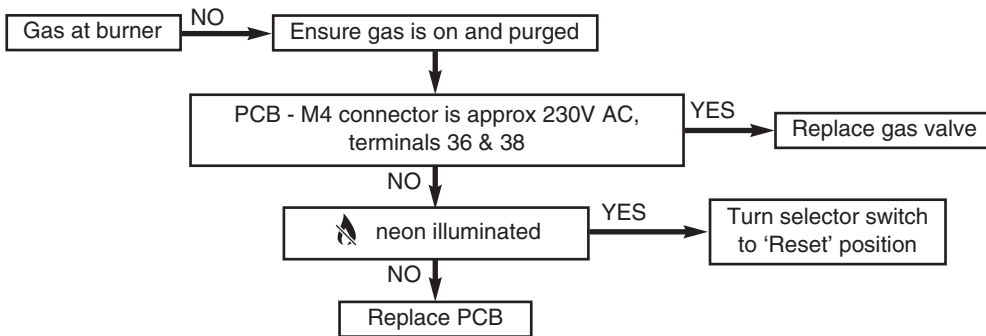 Gas at burner
NO
Ensure gas is on and purged
PCB - M4 connector is approx 230V AC,
terminals 36 & 38
YES
Replace gas valve
NO
neon illuminated
YES
Turn selector switch
to ‘Reset’ position
NO
Replace PCB